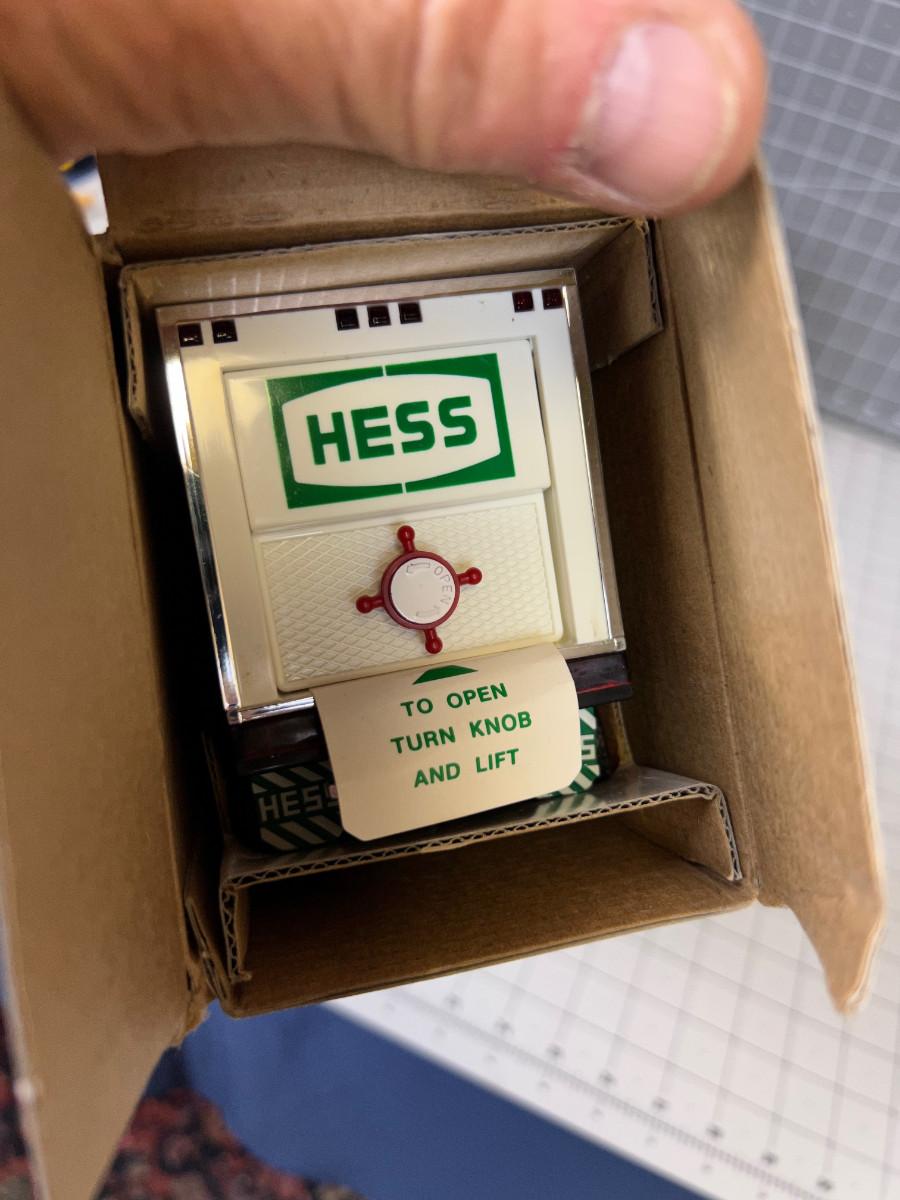 HESS
OPEN
TO OPEN
TURN KNOB
AND LIFT
HESS